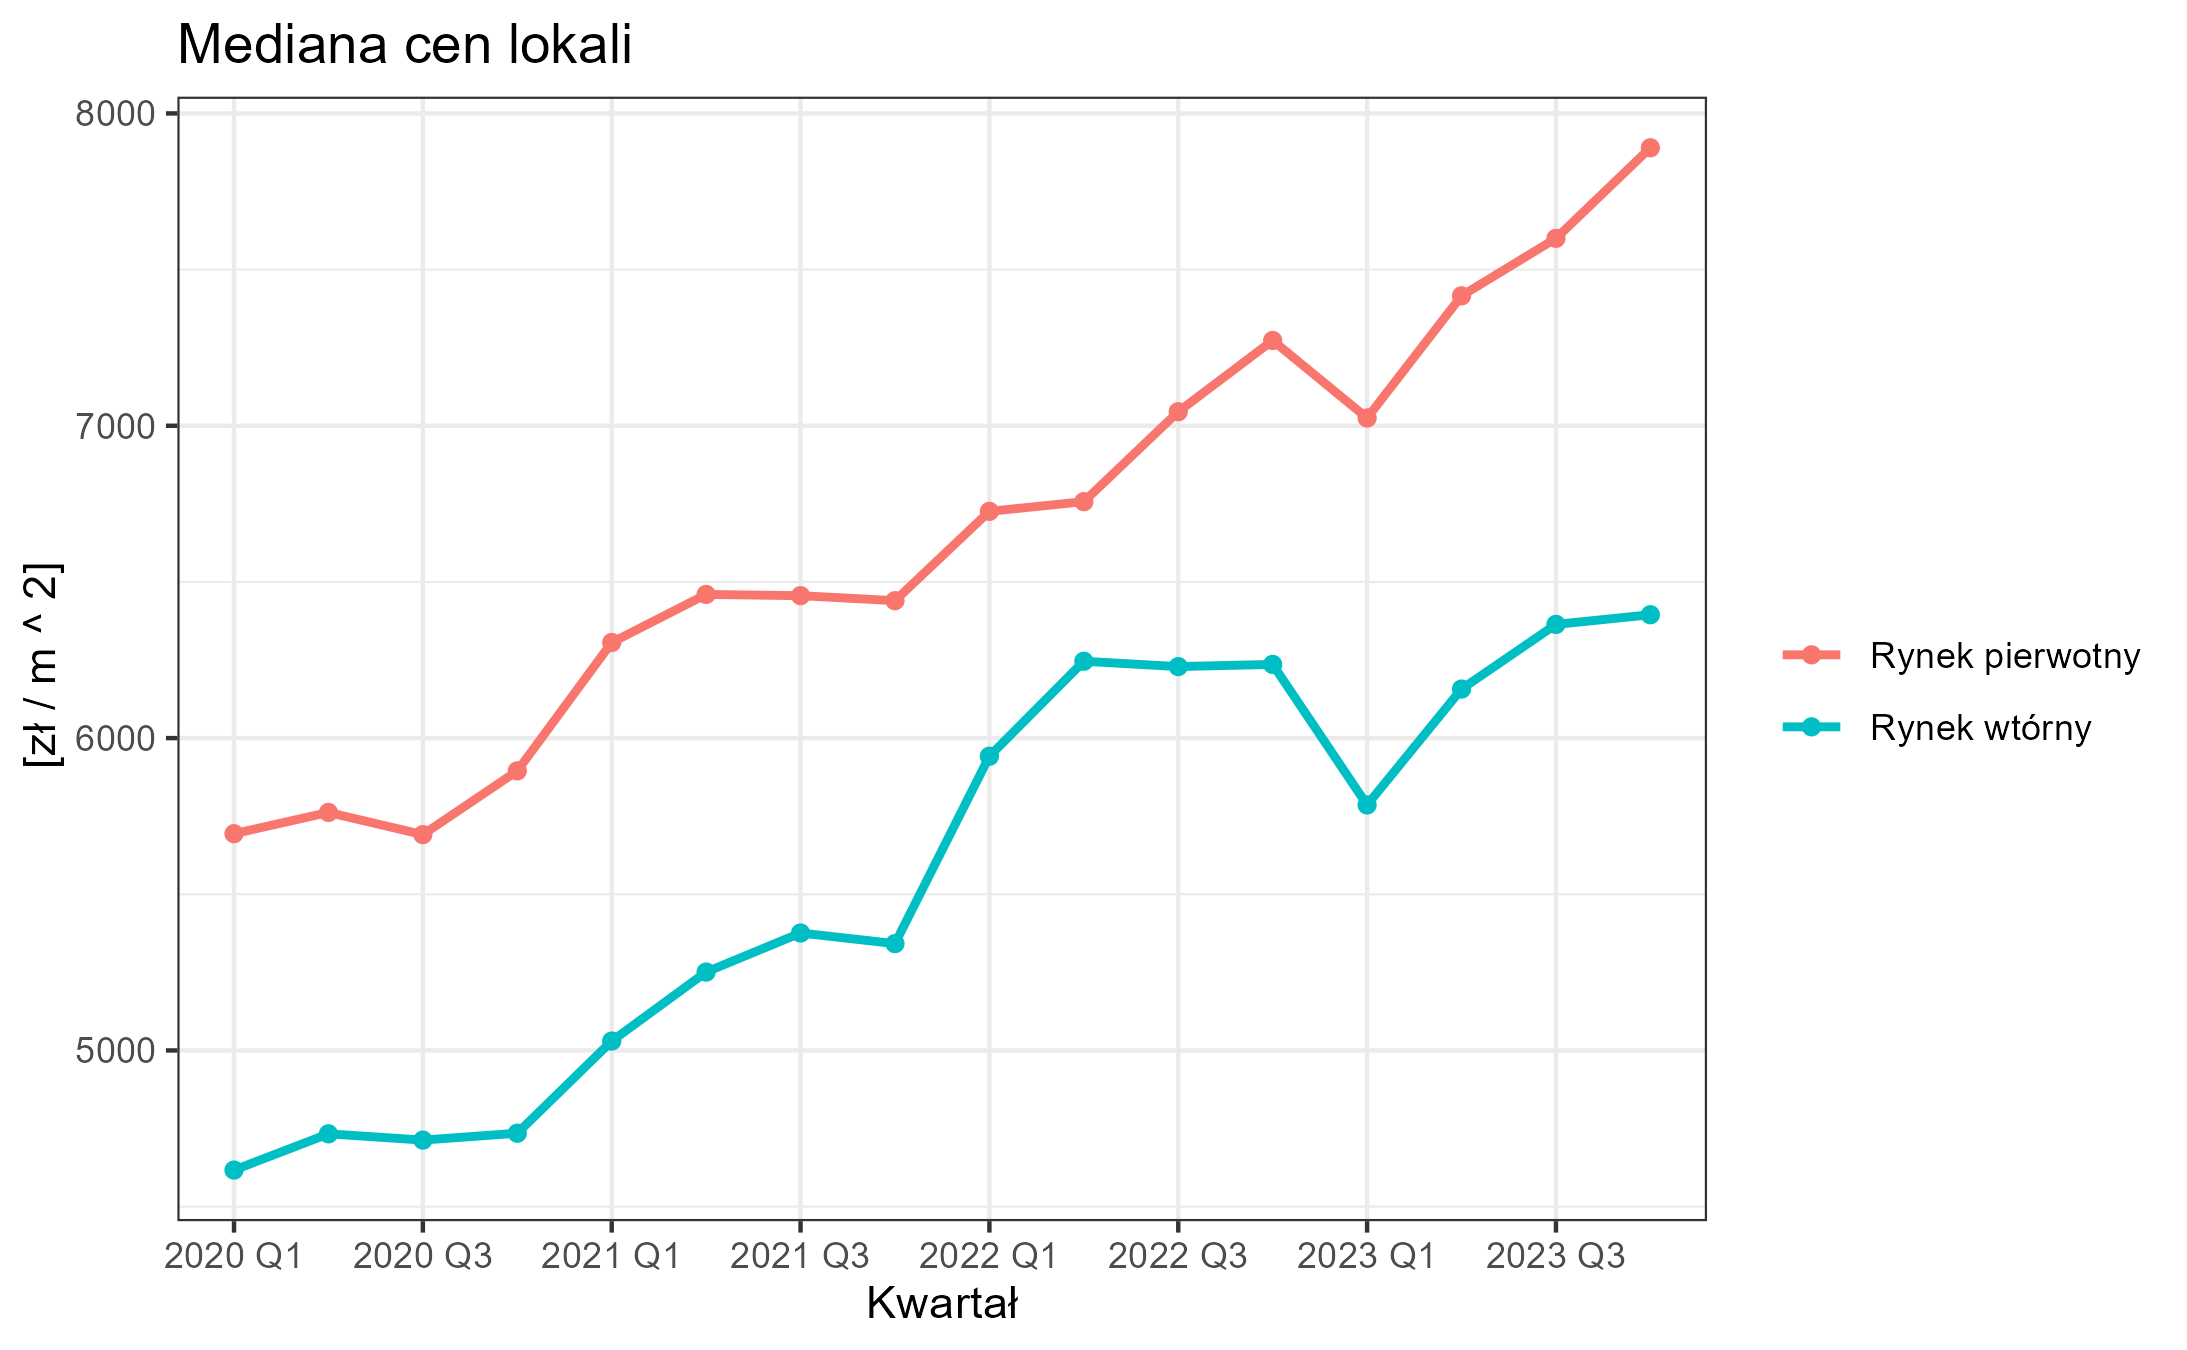 Mediana cen lokali
8000
7000
6000
5000
[zł / m ^ 2]
2020 Q1 2020 Q3 2021 Q1 2021 Q3 2022 Q1 2022 Q3 2023 Q1 2023 Q3
Kwartał
Rynek pierwotny
Rynek wtórny